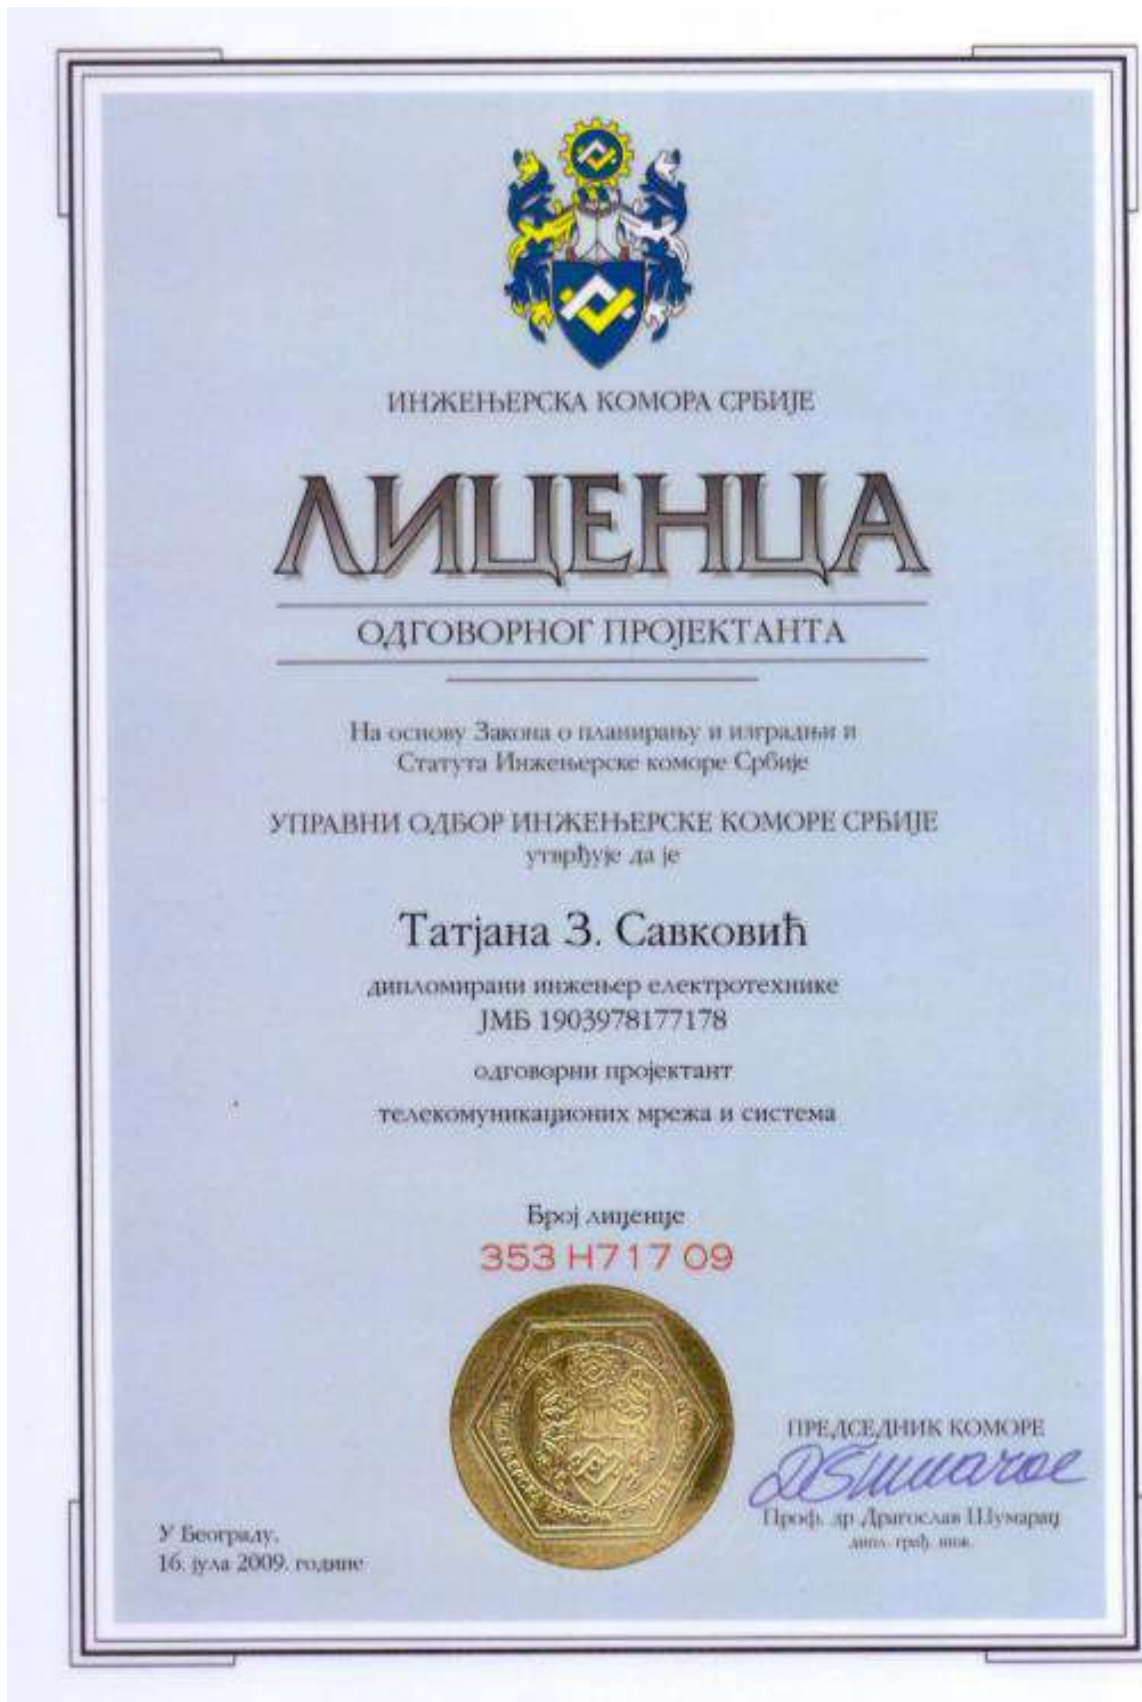 ИНЖЕЊЕРСКА КОМОРА СРБИЈЕ
ЛИЦЕНЦА
ОДГОВОРНОГ ПРОЈЕКТАНТА
На основу Закона о планирању и изградњи и
Статута Инжењерске коморе Србије
УПРАВНИ ОДБОР ИНЖЕЊЕРСКЕ КОМОРЕ СРБИЈЕ
утврђује да је
Татјана З. Савковић
дипломирани инжењер електротехнике
ЈМБ 1903978177178
одговорни пројектант
телекомуникационих мрежа и система
Број лиценце
353 H717 09
ПРЕДСЕДНИК КОМОРЕ
Проф. др Драгослав Шумарац
дипл. грађ. инж.
У Београду,
16. јула 2009. године